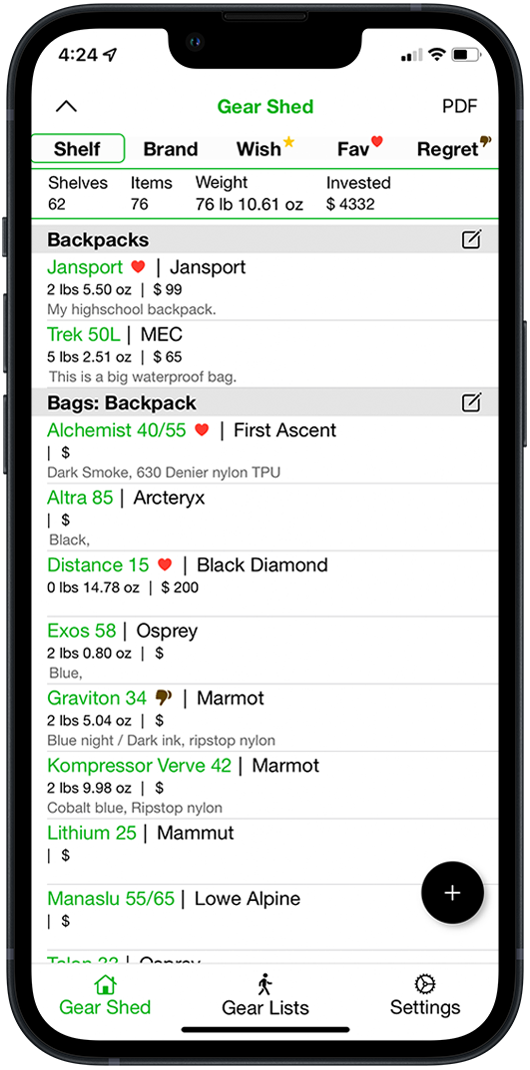 4:24
Gear Shed
PDF
Shelf Brand Wish Fav Regret
Shelves Items Weight Invested
62 76 76 lb 10.61 oz $ 4332
Backpacks
Jansport | Jansport
2 lbs 5.50 oz | $ 99
My highschool backpack.
Trek 50L | MEC
5 lbs 2.51 oz | $ 65
This is a big waterproof bag.
Bags: Backpack
Alchemist 40/55 | First Ascent
| $
Dark Smoke, 630 Denier nylon TPU
Altra 85 | Arcteryx
| $
Black,
Distance 15 | Black Diamond
0 lbs 14.78 oz | $ 200
Exos 58 | Osprey
2 lbs 0.80 oz | $
Blue,
Graviton 34 | Marmot
2 lbs 5.04 oz | $
Blue night / Dark ink, ripstop nylon
Kompressor Verve 42 | Marmot
2 lbs 9.98 oz | $
Cobalt blue, Ripstop nylon
Lithium 25 | Mammut
| $
Manaslu 55/65 | Lowe Alpine
| $
+
Gear Shed Gear Lists Settings